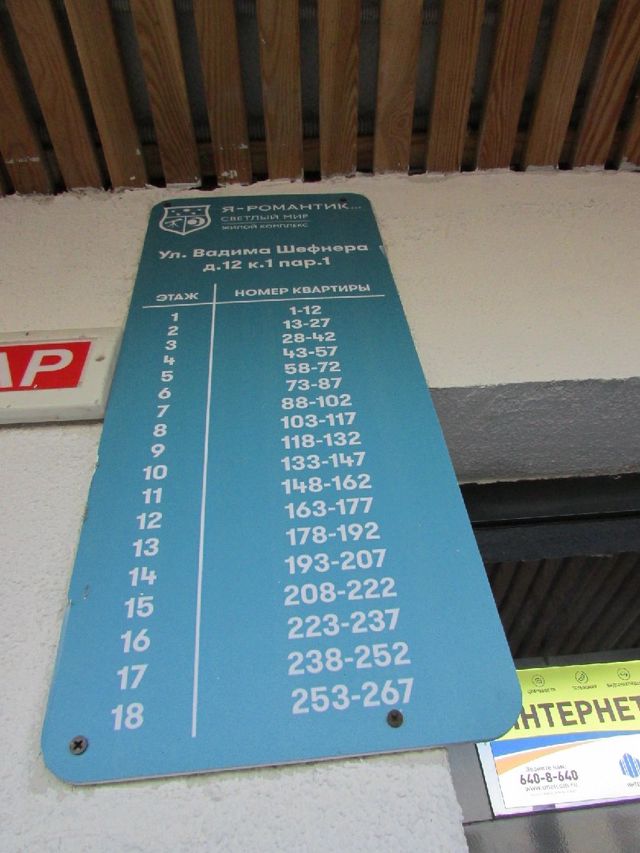 Я-РОМАНТИК...
СВЕТЛЫЙ МИР
ЖИЛОЙ КОМПЛЕКС
Ул. Вадима Шефнера
д.12 к.1 пар.1
ЭТАЖ НОМЕР КВАРТИРЫ
1 1-12
2 13-27
3 28-42
4 43-57
5 58-72
6 73-87
7 88-102
8 103-117
9 118-132
10 133-147
11 148-162
12 163-177
13 178-192
14 193-207
15 208-222
16 223-237
17 238-252
18 253-267
АР
НТЕРНЕТ
640-8-640
ИНТЕ